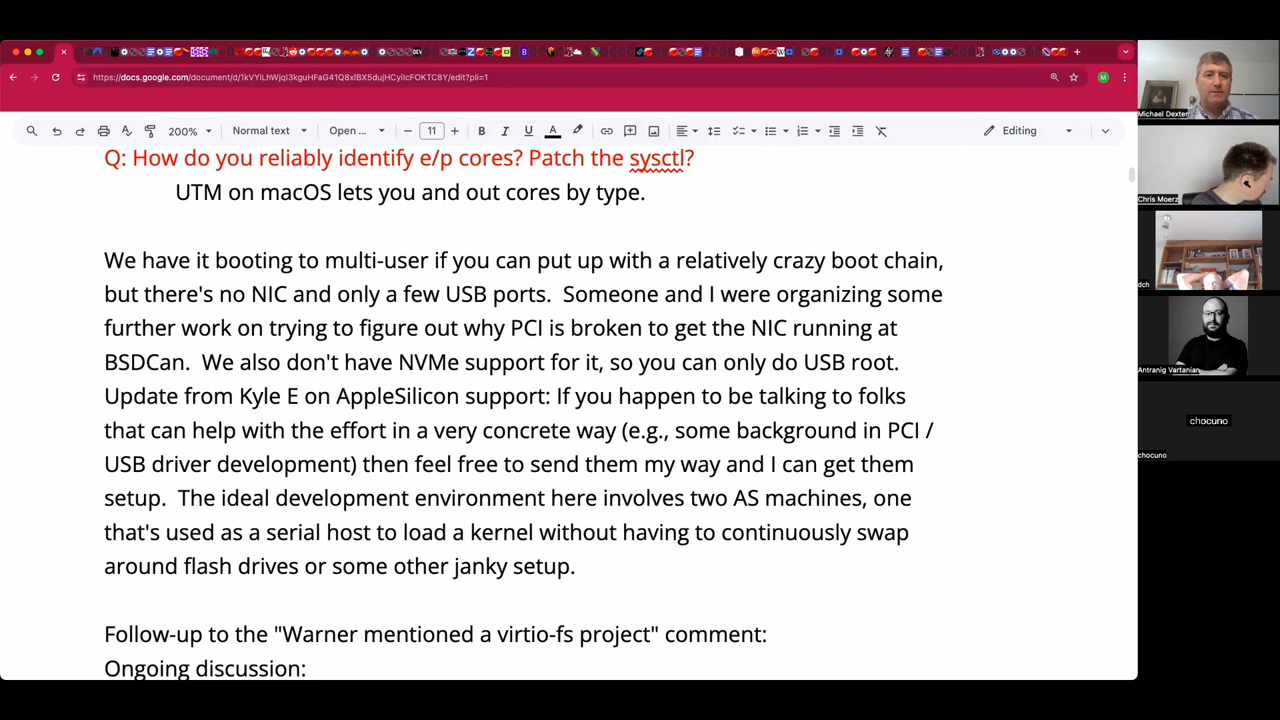 https://docs.google.com/document/d/1kVYiLhWjqI3kguHFaG41Q8xlBX5dujHCyiIcFOKTC8Y/edit?pli=1
M
200%
Normal text
Open ...
11
B
I
U
A
Editing
Q: How do you reliably identify e/p cores? Patch the sysctl?
UTM on macOS lets you and out cores by type.
We have it booting to multi-user if you can put up with a relatively crazy boot chain,
but there's no NIC and only a few USB ports.  Someone and I were organizing some
further work on trying to figure out why PCI is broken to get the NIC running at
BSDCan.  We also don't have NVMe support for it, so you can only do USB root.
Update from Kyle E on AppleSilicon support: If you happen to be talking to folks
that can help with the effort in a very concrete way (e.g., some background in PCI /
USB driver development) then feel free to send them my way and I can get them
setup.  The ideal development environment here involves two AS machines, one
that's used as a serial host to load a kernel without having to continuously swap
around flash drives or some other janky setup.
Follow-up to the "Warner mentioned a virtio-fs project" comment:
Ongoing discussion:
Michael Dexter
Chris Moerz
dch
Antranig Vartanian
chocuno
chocuno